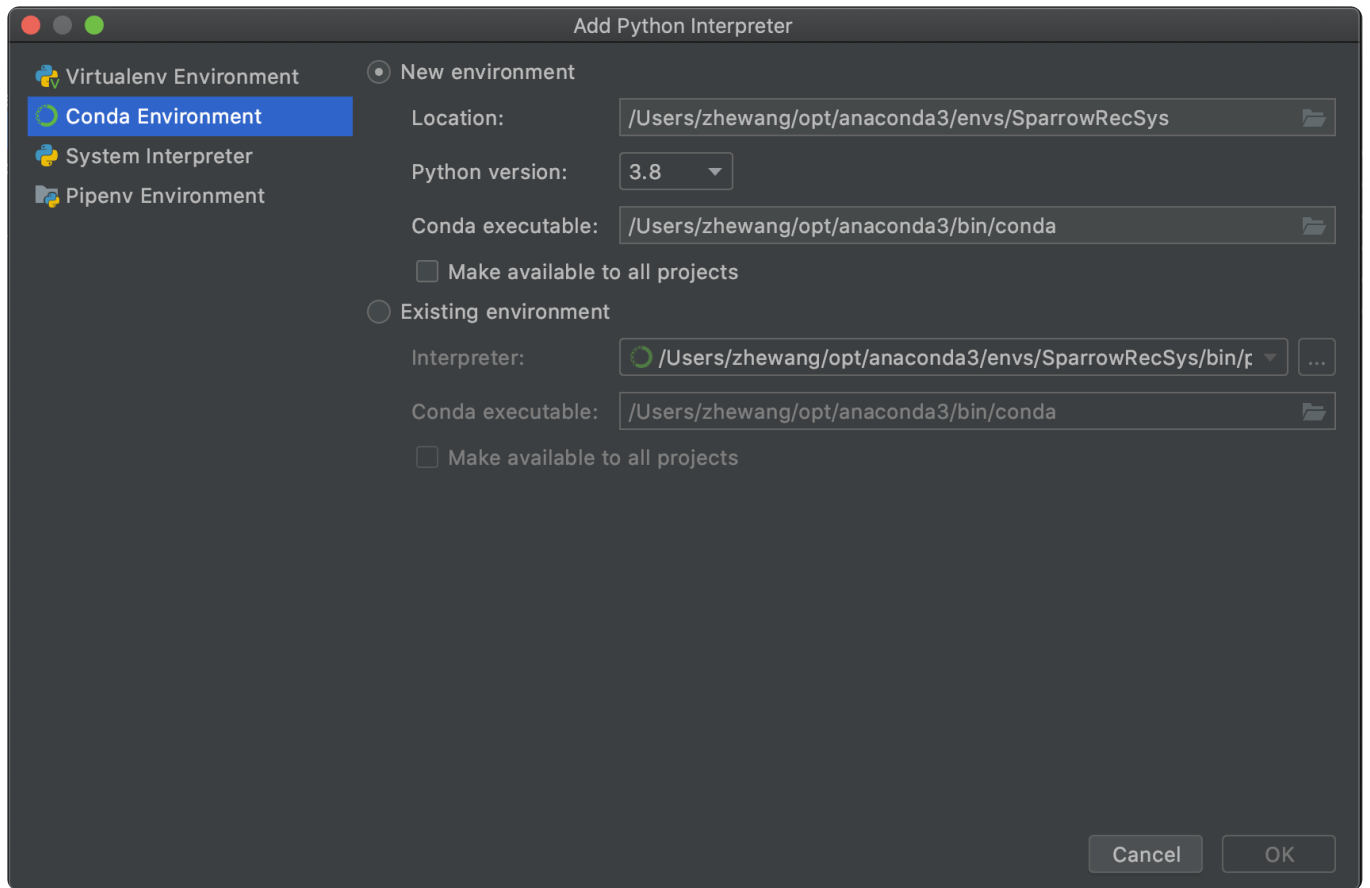 Add Python Interpreter
Virtualenv Environment
Conda Environment
System Interpreter
Pipenv Environment
New environment
Location: /Users/zhewang/opt/anaconda3/envs/SparrowRecSys
Python version: 3.8
Conda executable: /Users/zhewang/opt/anaconda3/bin/conda
Make available to all projects
Existing environment
Interpreter: /Users/zhewang/opt/anaconda3/envs/SparrowRecSys/bin/p ...
Conda executable: /Users/zhewang/opt/anaconda3/bin/conda
Make available to all projects
Cancel OK